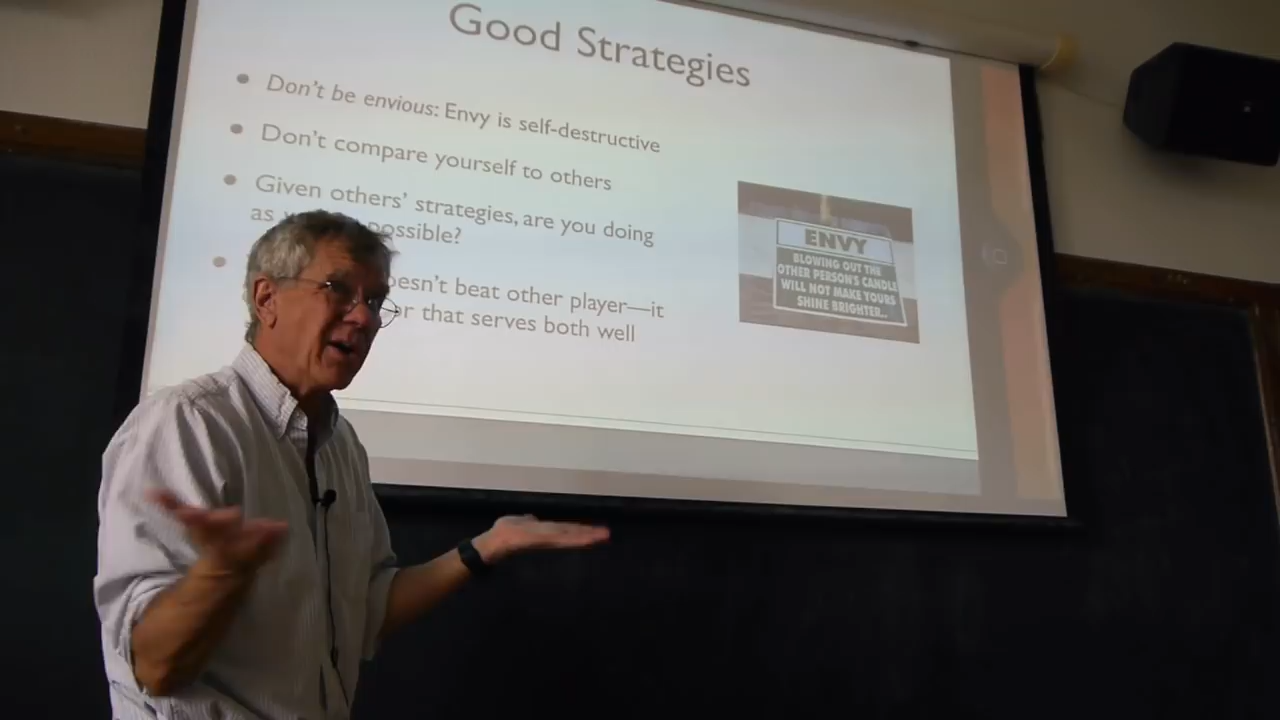 Good Strategies
• Don't be envious: Envy is self-destructive
• Don't compare yourself to others
• Given others' strategies, are you doing
as possible?
• doesn't beat other player—it
that serves both well
ENVY
BLOWING OUT THE
OTHER PERSON'S CANDLE
WILL NOT MAKE YOURS
SHINE BRIGHTER..